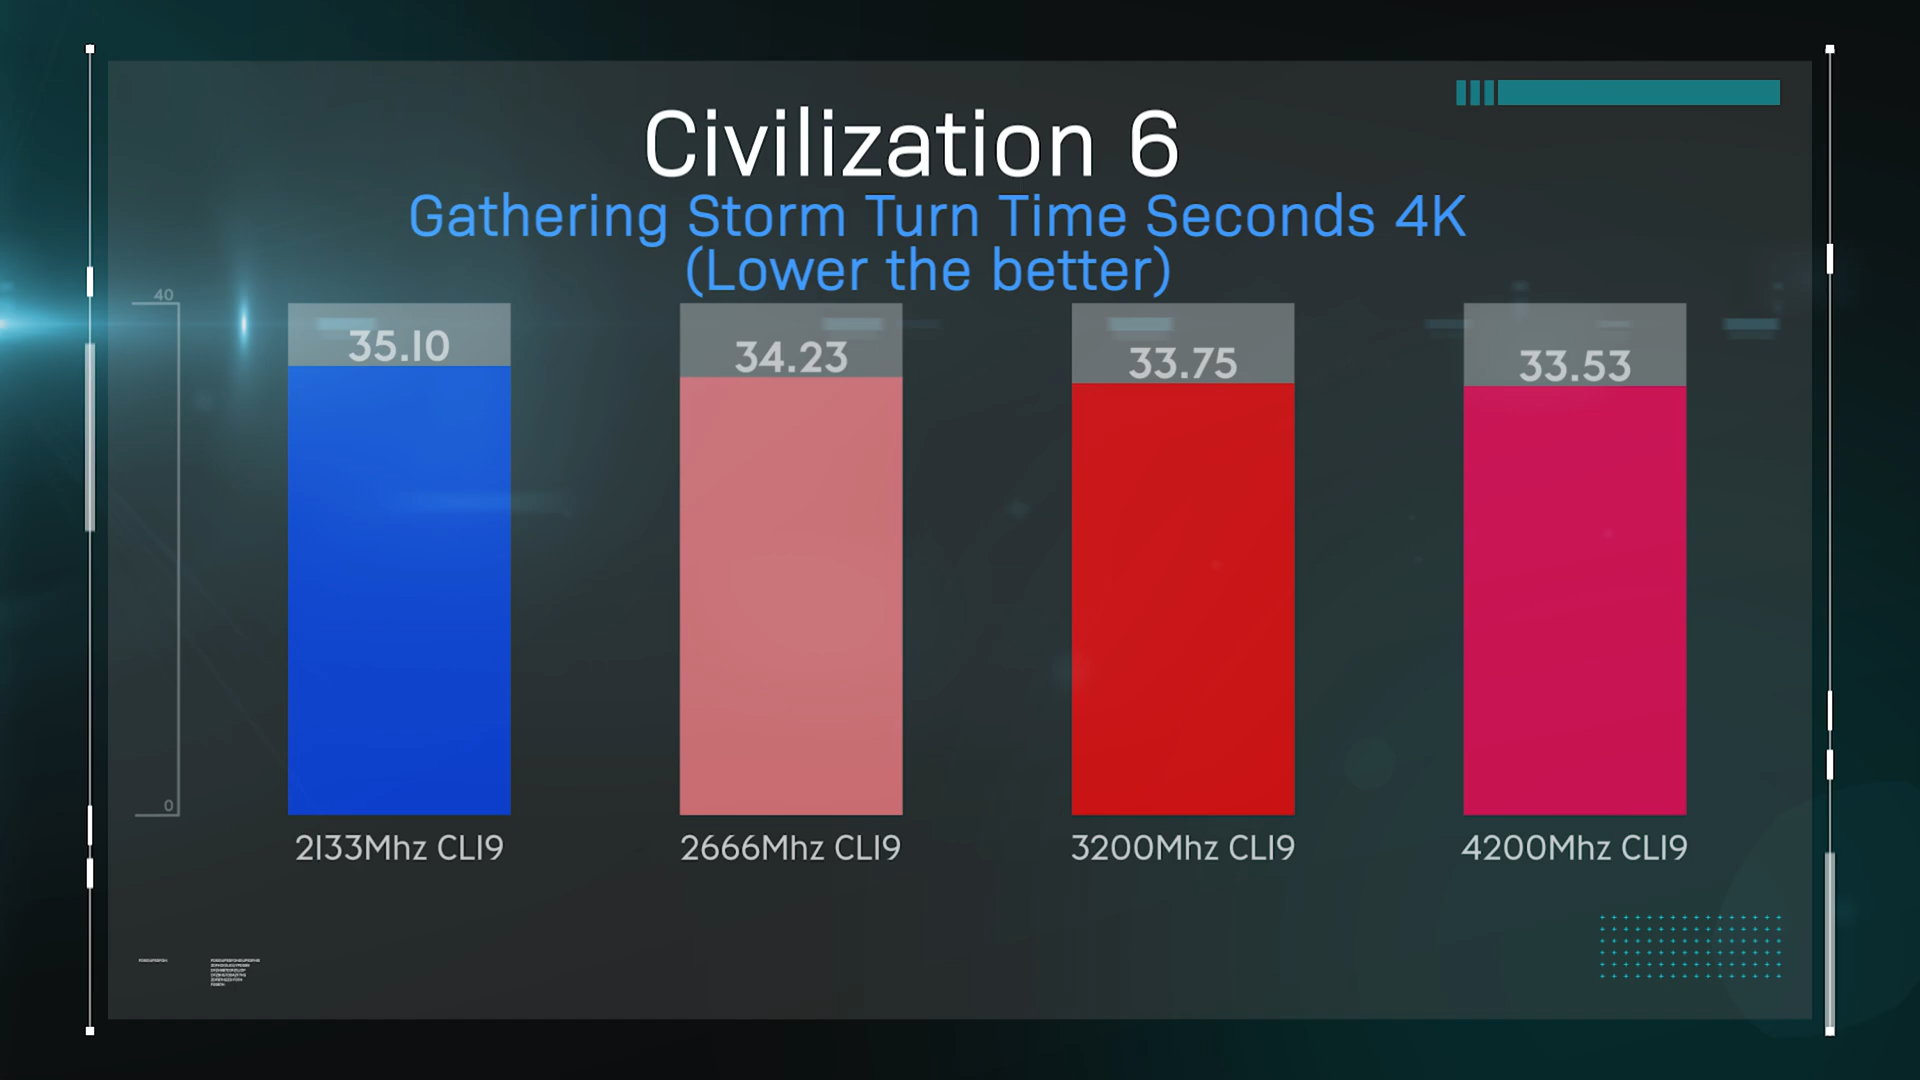 Civilization 6
Gathering Storm Turn Time Seconds 4K
(Lower the better)
40
35.10
34.23
33.75
33.53
0
2133Mhz CL19
2666Mhz CL19
3200Mhz CL19
4200Mhz CL19